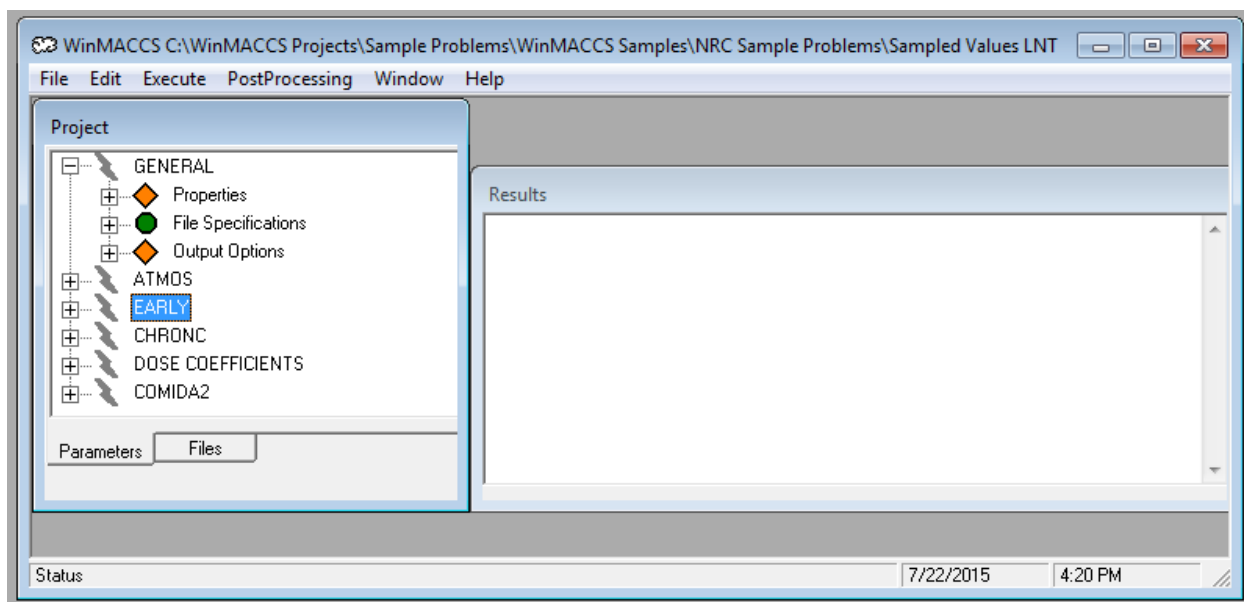 WinMACCS C:\WinMACCS Projects\Sample Problems\WinMACCS Samples\NRC Sample Problems\Sampled Values LNT
File Edit Execute PostProcessing Window Help
Project
GENERAL
Properties
File Specifications
Output Options
ATMOS
EARLY
CHRONC
DOSE COEFFICIENTS
COMIDA2
Parameters Files
Results
Status 7/22/2015 4:20 PM